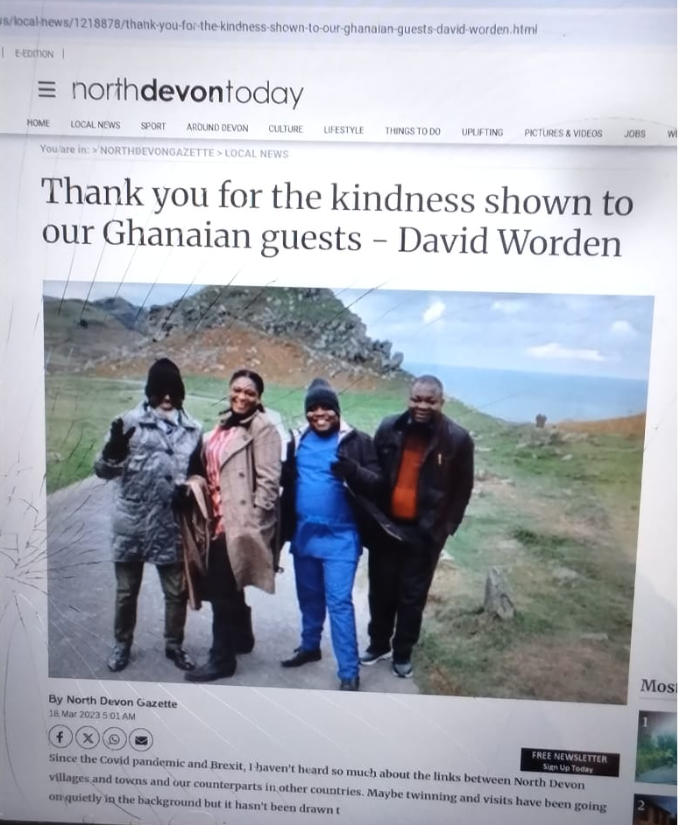 s/local-news/1218878/thank-you-for-the-kindness-shown-to-our-ghanaian-guests-david-worden.html
| E-EDITION |
northdevontoday
HOME LOCAL NEWS SPORT AROUND DEVON CULTURE LIFESTYLE THINGS TO DO UPLIFTING PICTURES & VIDEOS JOBS
You are in: > NORTHDEVONGAZETTE > LOCAL NEWS
Thank you for the kindness shown to
our Ghanaian guests – David Worden
By North Devon Gazette
18 Mar 2023 5:01 AM
FREE NEWSLETTER
Sign Up Today
Since the Covid pandemic and Brexit, I haven't heard so much about the links between North Devon
villages and towns and our counterparts in other countries. Maybe twinning and visits have been going
on quietly in the background but it hasn't been drawn t
Mos
1
2